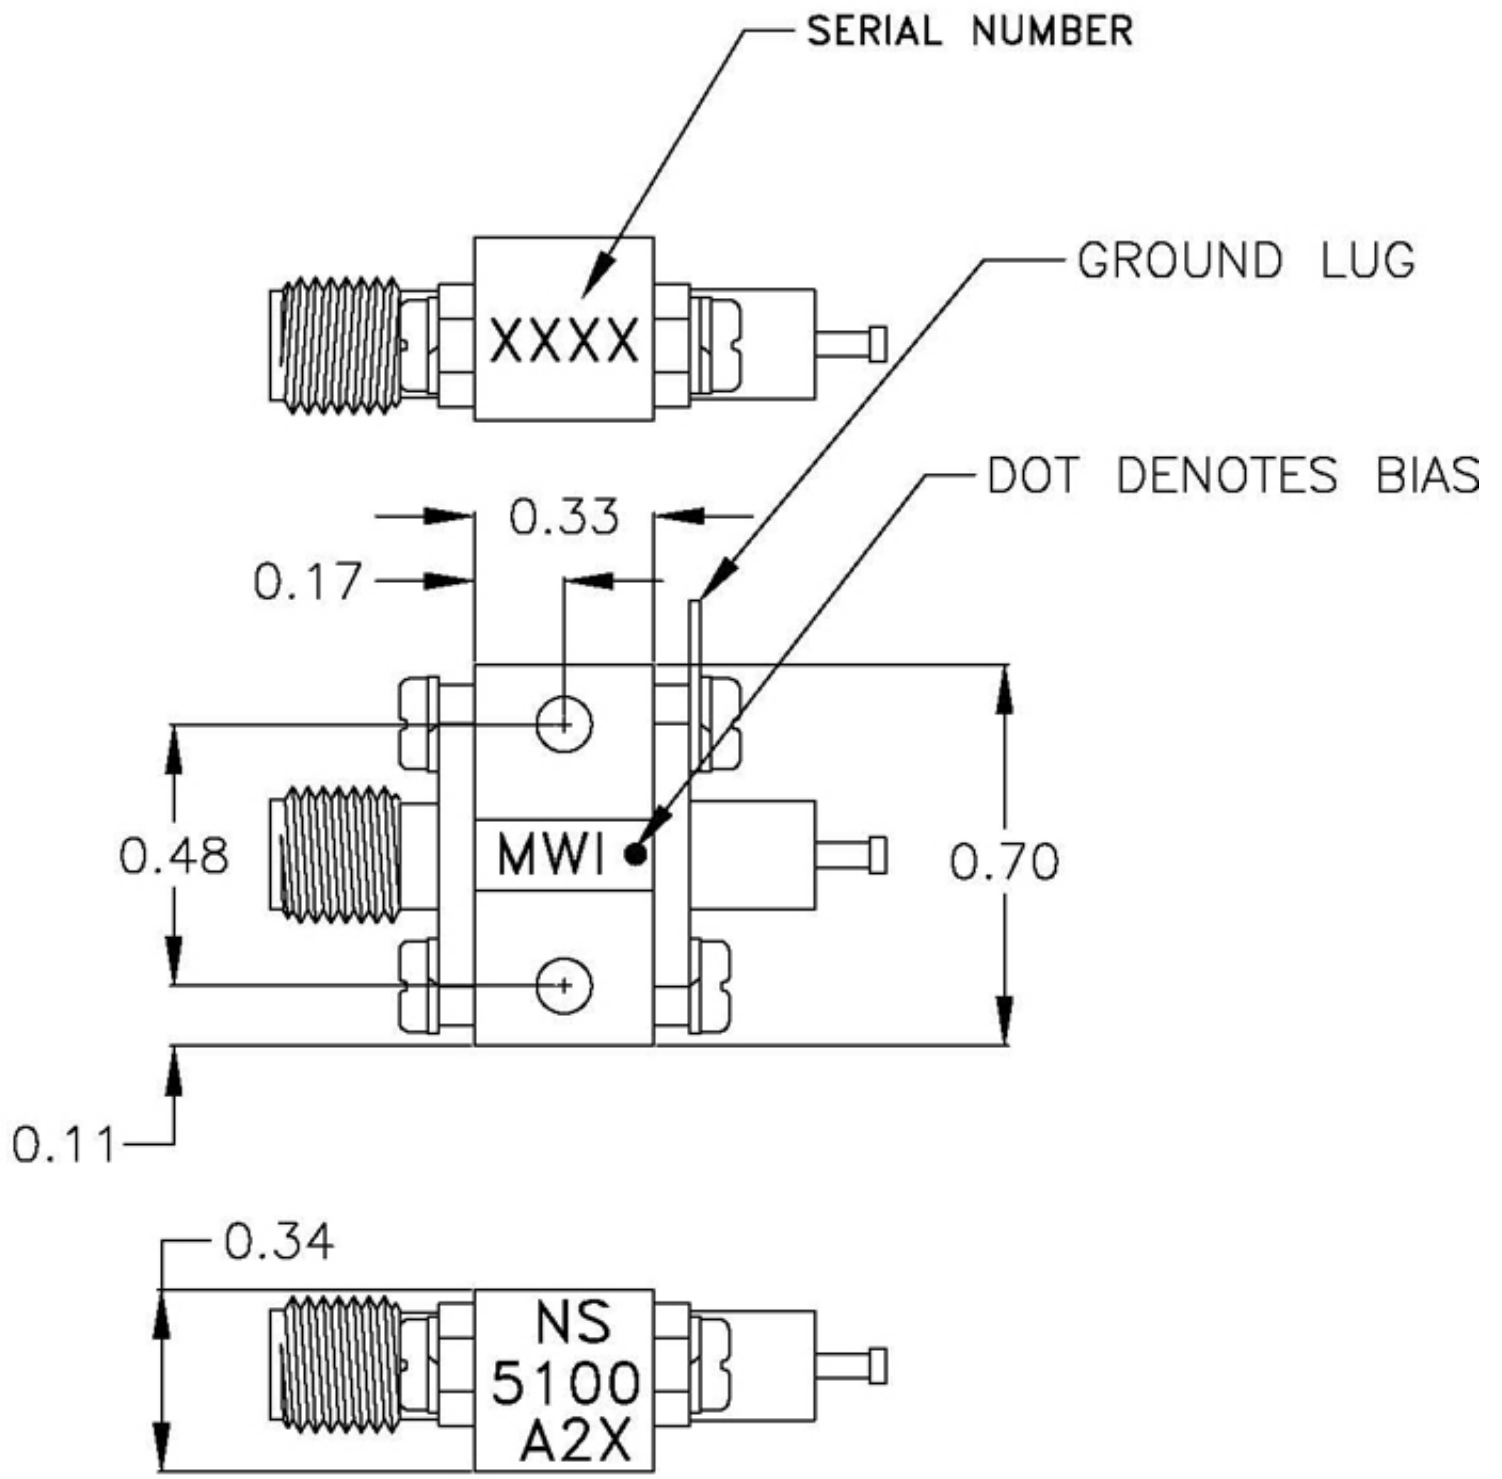 SERIAL NUMBER
GROUND LUG
XXXX
DOT DENOTES BIAS
0.33
0.17
MWI
0.48
0.70
0.11
0.34
NS
5100
A2X